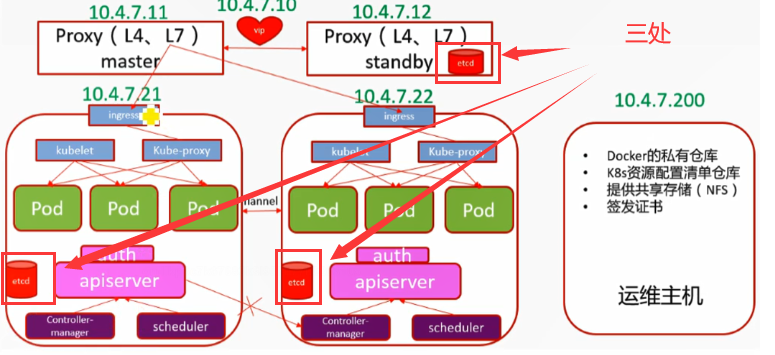 10.4.7.11
10.4.7.10
10.4.7.12
三处
Proxy（L4、L7）
master
vip
Proxy（L4、L7）
standby
etcd
10.4.7.21
10.4.7.22
10.4.7.200
ingress
ingress
kubelet
Kube-proxy
kubelet
Kube-proxy
Pod
Pod
Pod
hannel
Pod
Pod
Pod
auth
apiserver
etcd
auth
apiserver
etcd
Controller-
manager
scheduler
Controller-
manager
scheduler
• Docker的私有仓库
• K8s资源配置清单仓库
• 提供共享存储（NFS）
• 签发证书
运维主机